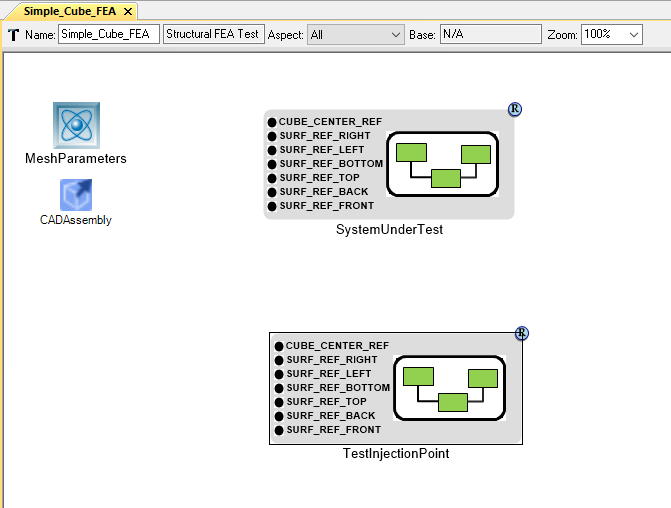 Simple_Cube_FEA
Name: Simple_Cube_FEA Structural FEA Test Aspect: All Base: N/A Zoom: 100%
MeshParameters
CADAssembly
R
CUBE_CENTER_REF
SURF_REF_RIGHT
SURF_REF_LEFT
SURF_REF_BOTTOM
SURF_REF_TOP
SURF_REF_BACK
SURF_REF_FRONT
SystemUnderTest
R
CUBE_CENTER_REF
SURF_REF_RIGHT
SURF_REF_LEFT
SURF_REF_BOTTOM
SURF_REF_TOP
SURF_REF_BACK
SURF_REF_FRONT
TestInjectionPoint